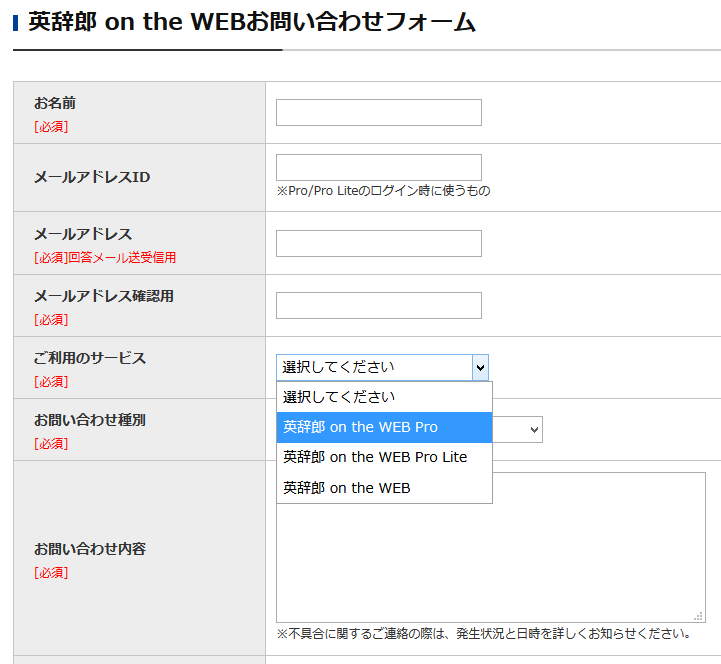 英辞郎 on the WEBお問い合わせフォーム
お名前
[必須]
メールアドレスID
※Pro/Pro Liteのログイン時に使うもの
メールアドレス
[必須]回答メール送受信用
メールアドレス確認用
[必須]
ご利用のサービス
[必須]
選択してください
選択してください
英辞郎 on the WEB Pro
英辞郎 on the WEB Pro Lite
英辞郎 on the WEB
お問い合わせ種別
[必須]
お問い合わせ内容
[必須]
※不具合に関するご連絡の際は、発生状況と日時を詳しくお知らせください。